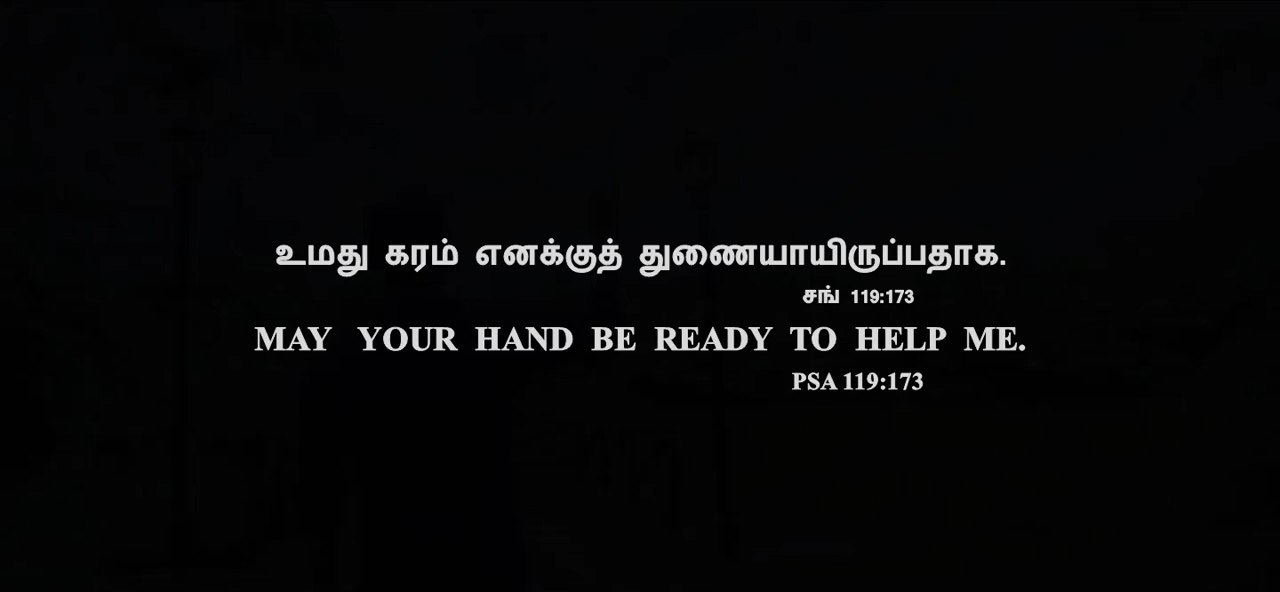 உமது கரம் எனக்குத் துணையாயிருப்பதாக.
சங் 119:173
MAY YOUR HAND BE READY TO HELP ME.
PSA 119:173